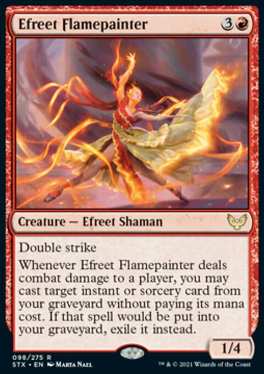 Efreet Flamepainter 3
Creature — Efreet Shaman
Double strike
Whenever Efreet Flamepainter deals
combat damage to a player, you may
cast target instant or sorcery card from
your graveyard without paying its mana
cost. If that spell would be put into
your graveyard, exile it instead.
1/4
098/275 R
STX • EN MARTA NAEL
™ & © 2021 Wizards of the Coast